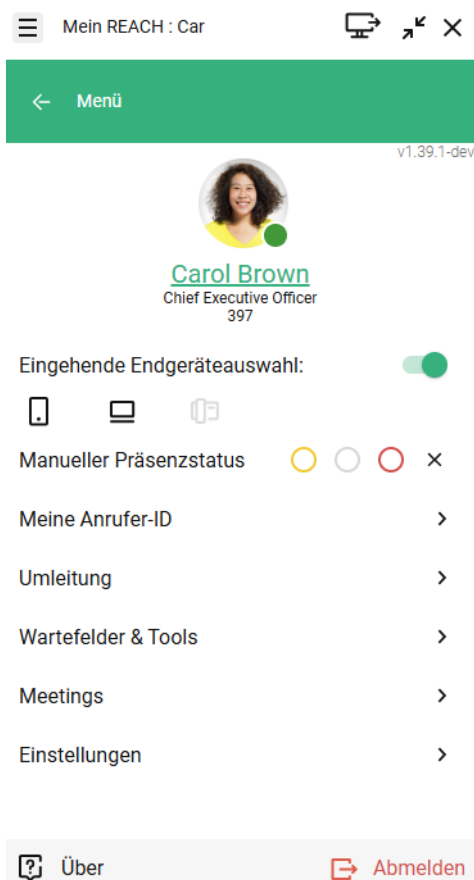 Mein REACH : Car
Menü
v1.39.1-dev
Carol Brown
Chief Executive Officer
397
Eingehende Endgeräteauswahl:
Manueller Präsenzstatus
Meine Anrufer-ID
Umleitung
Wartefelder & Tools
Meetings
Einstellungen
Über
Abmelden